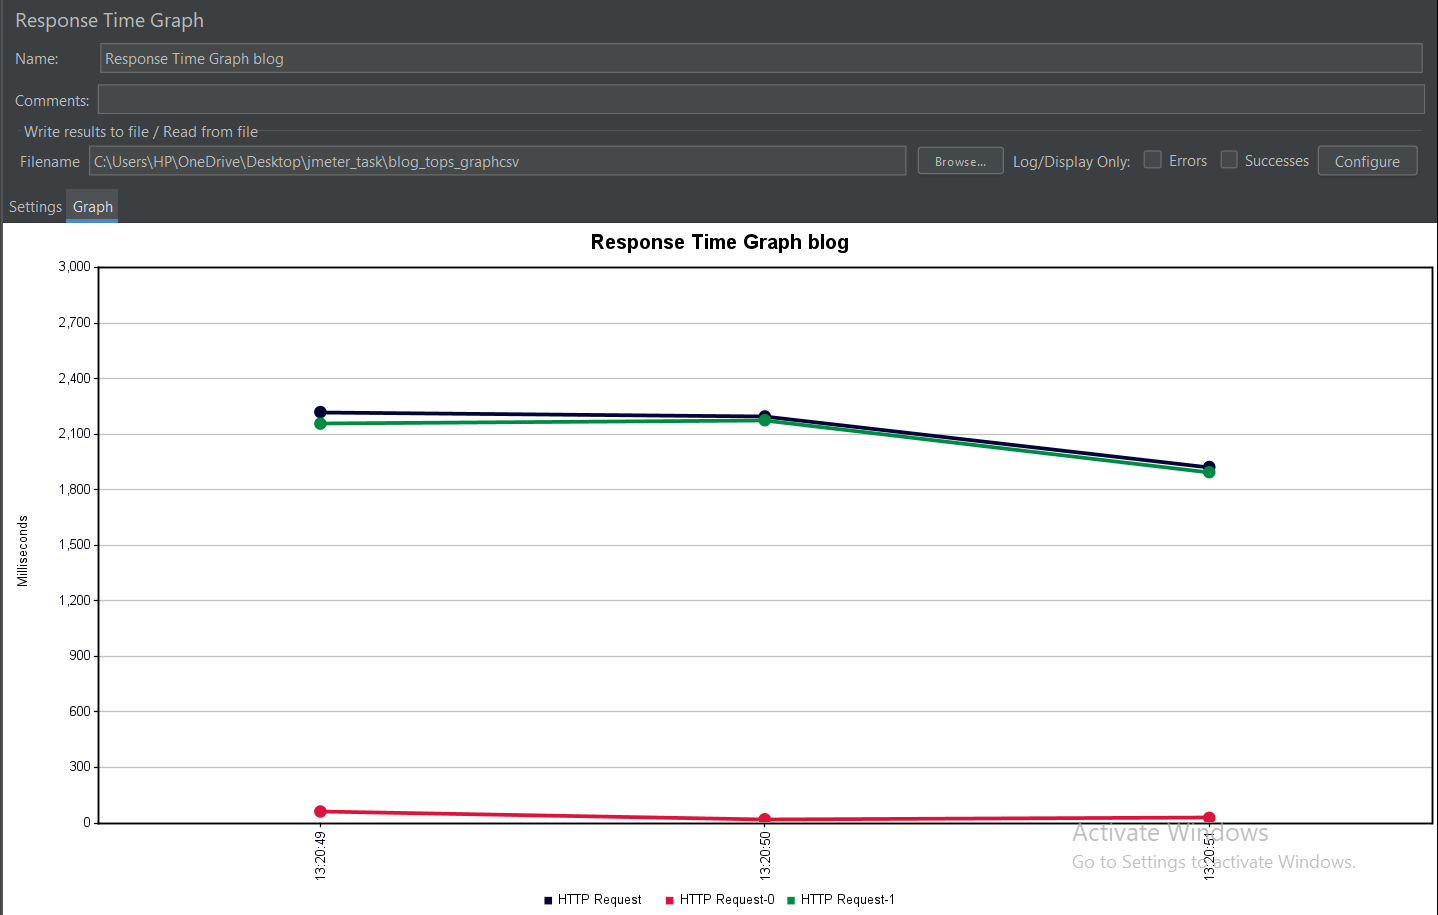 Response Time Graph
Name: Response Time Graph blog
Comments:
Write results to file / Read from file
Filename C:\Users\HP\OneDrive\Desktop\jmeter_task\blog_tops_graphcsv Browse... Log/Display Only: Errors Successes Configure
Settings Graph
Response Time Graph blog
3,000
2,700
2,400
2,100
1,800
1,500
1,200
900
600
300
0
Milliseconds
13:20:49 13:20:50 13:20:51
Activate Windows
Go to Settings to activate Windows.
HTTP Request HTTP Request-0 HTTP Request-1